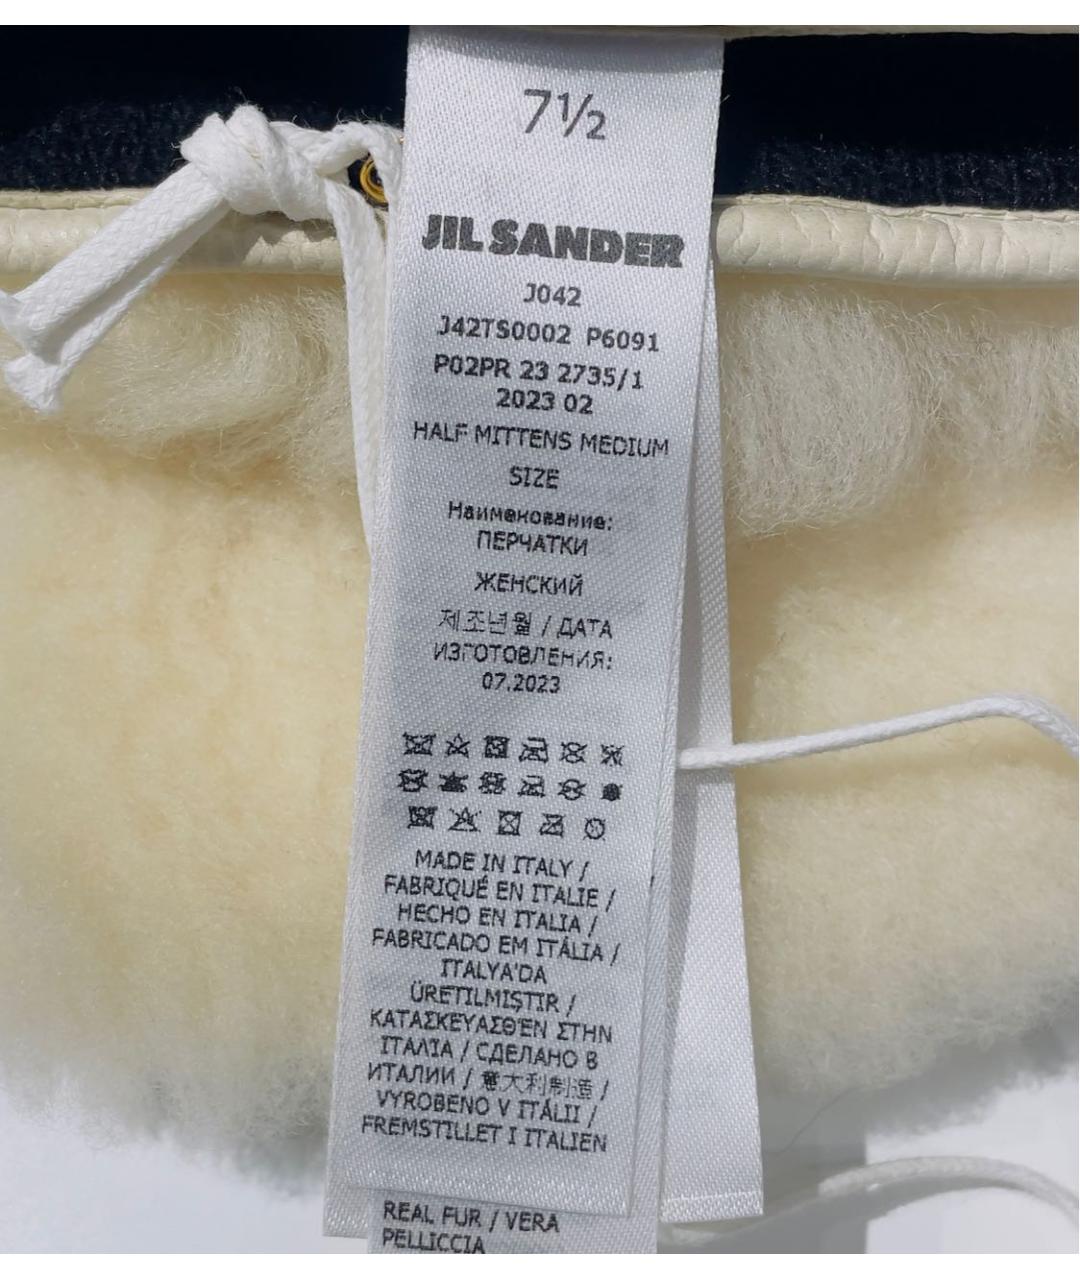 7½
JIL SANDER
J042
J42TS0002 P6091
P02PR 23 2735/1
2023 02
HALF MITTENS MEDIUM
SIZE
Наименование:
ПЕРЧАТКИ
ЖЕНСКИЙ
제조년월 / ДАТА
ИЗГОТОВЛЕНИЯ:
07.2023
MADE IN ITALY /
FABRIQUÉ EN ITALIE /
HECHO EN ITALIA /
FABRICADO EM ITÁLIA /
ITALYA'DA
ÜRETILMIŞTIR /
ΚΑΤΑΣΚΕΥΑΣΘΈΝ ΣΤΗΝ
ΙΤΑΛΊΑ / СДЕЛАНО В
ИТАЛИИ / 意大利制造 /
VYROBENO V ITÁLII /
FREMSTILLET I ITALIEN
REAL FUR / VERA
PELLICCIA